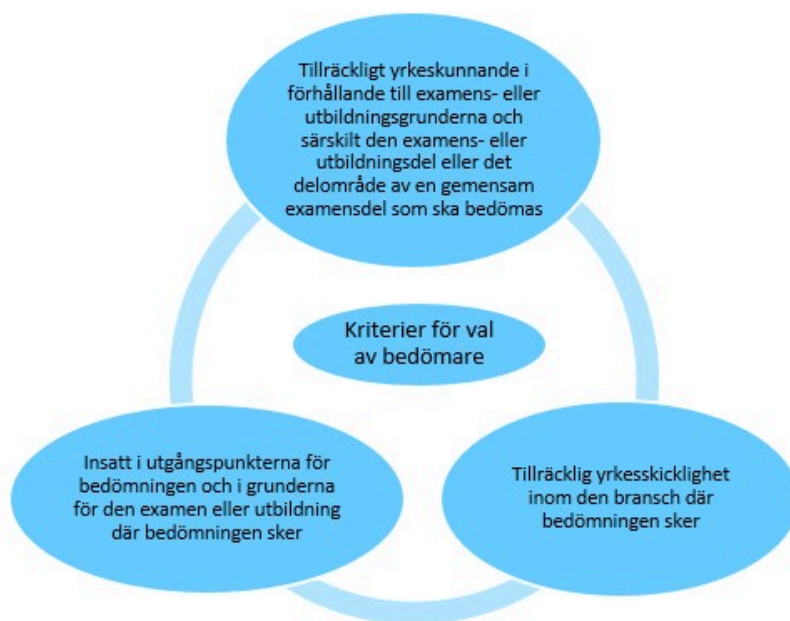 Tillräckligt yrkeskunnande i
förhållande till examens- eller
utbildningsgrunderna och
särskilt den examens- eller
utbildningsdel eller det
delområde av en gemensam
examensdel som ska bedömas
Kriterier för val
av bedömare
Insatt i utgångspunkterna för
bedömningen och i grunderna
för den examen eller utbildning
där bedömningen sker
Tillräcklig yrkesskicklighet
inom den bransch där
bedömningen sker